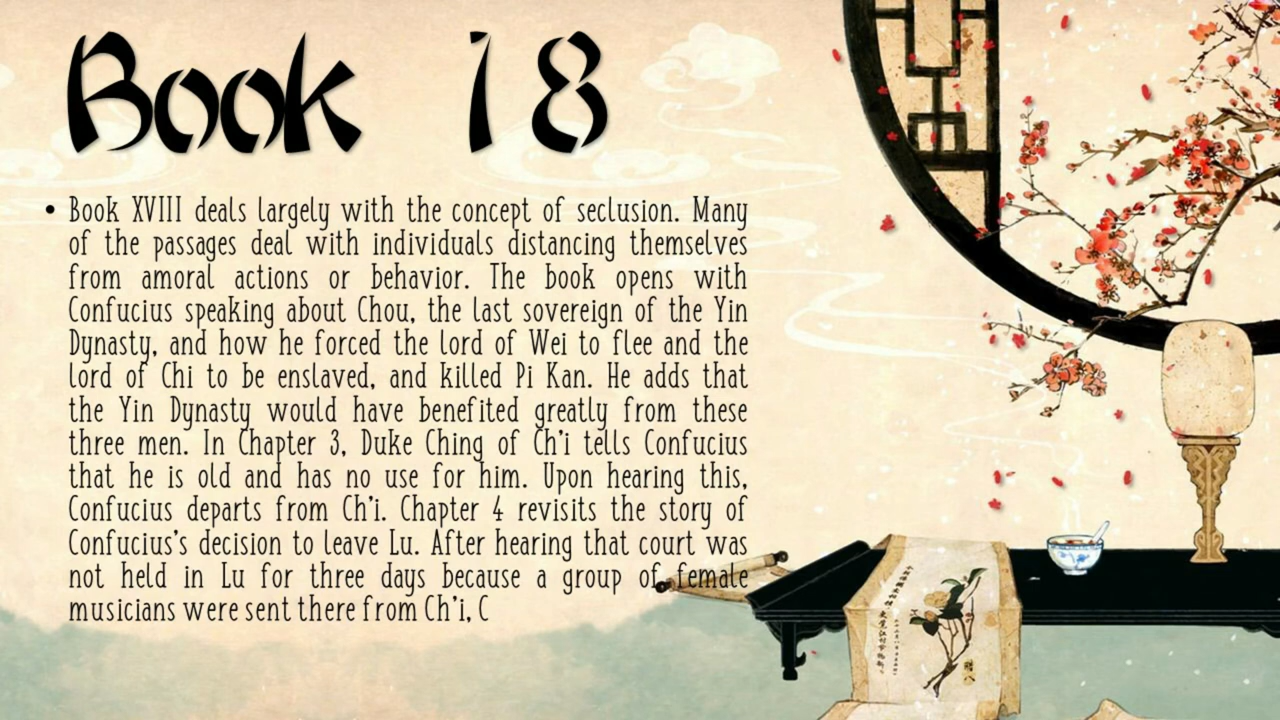 Book 18
• Book XVIII deals largely with the concept of seclusion. Many
of the passages deal with individuals distancing themselves
from amoral actions or behavior. The book opens with
Confucius speaking about Chou, the last sovereign of the Yin
Dynasty, and how he forced the lord of Wei to flee and the
lord of Chi to be enslaved, and killed Pi Kan. He adds that
the Yin Dynasty would have benefited greatly from these
three men. In Chapter 3, Duke Ching of Ch'i tells Confucius
that he is old and has no use for him. Upon hearing this,
Confucius departs from Ch'i. Chapter 4 revisits the story of
Confucius's decision to leave Lu. After hearing that court was
not held in Lu for three days because a group of female
musicians were sent there from Ch'i, C